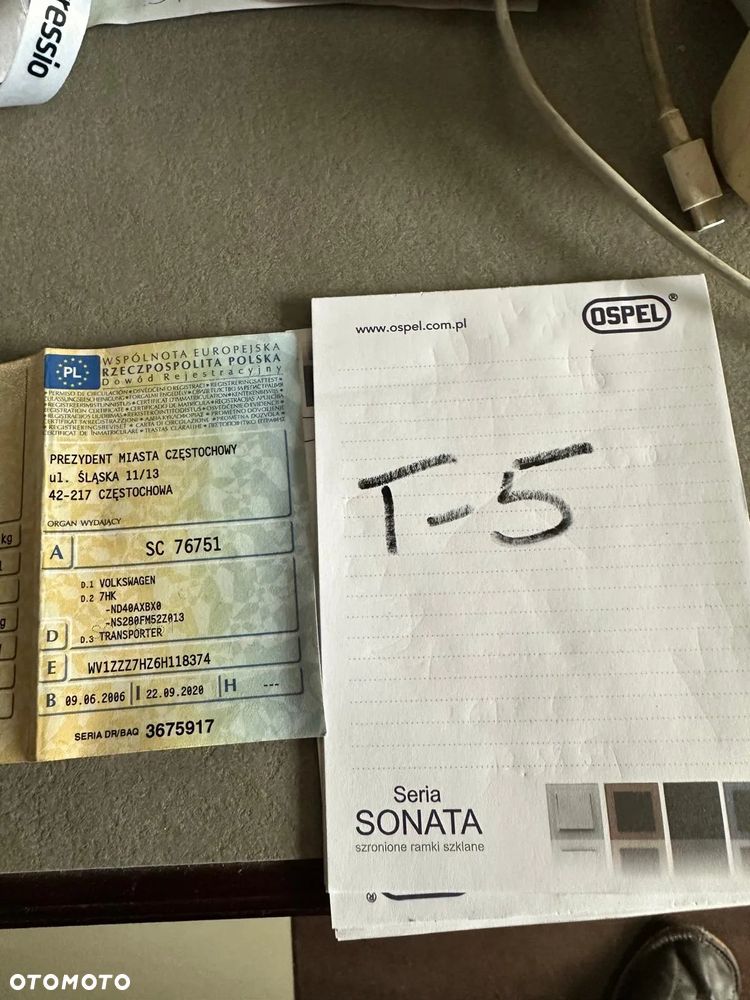 ressio
www.ospel.com.pl
OSPEL®
T-5
PL
WSPÓLNOTA EUROPEJSKA
RZECZPOSPOLITA POLSKA
Dowód Rejestracyjny
PREZYDENT MIASTA CZĘSTOCHOWY
ul. ŚLĄSKA 11/13
42-217 CZĘSTOCHOWA
ORGAN WYDAJĄCY
A SC 76751
D.1 VOLKSWAGEN
D.2 7HK
-ND40AXBX0
-NS280FM52Z013
D D.3 TRANSPORTER
E WV1ZZZ7HZ6H118374
B 09.06.2006 I 22.09.2020 H ---
SERIA DR/BAQ 3675917
kg
Seria
SONATA
szronione ramki szklane
OTOMOTO